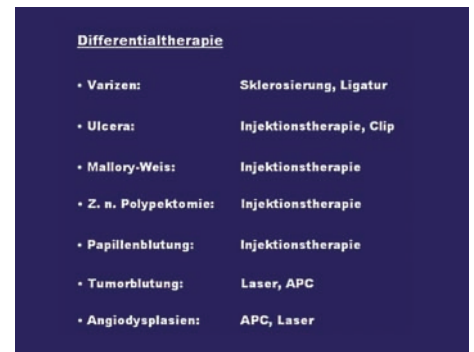 Differentialtherapie
• Varizen: Sklerosierung, Ligatur
• Ulcera: Injektionstherapie, Clip
• Mallory-Weis: Injektionstherapie
• Z. n. Polypektomie: Injektionstherapie
• Papillenblutung: Injektionstherapie
• Tumorblutung: Laser, APC
• Angiodysplasien: APC, Laser